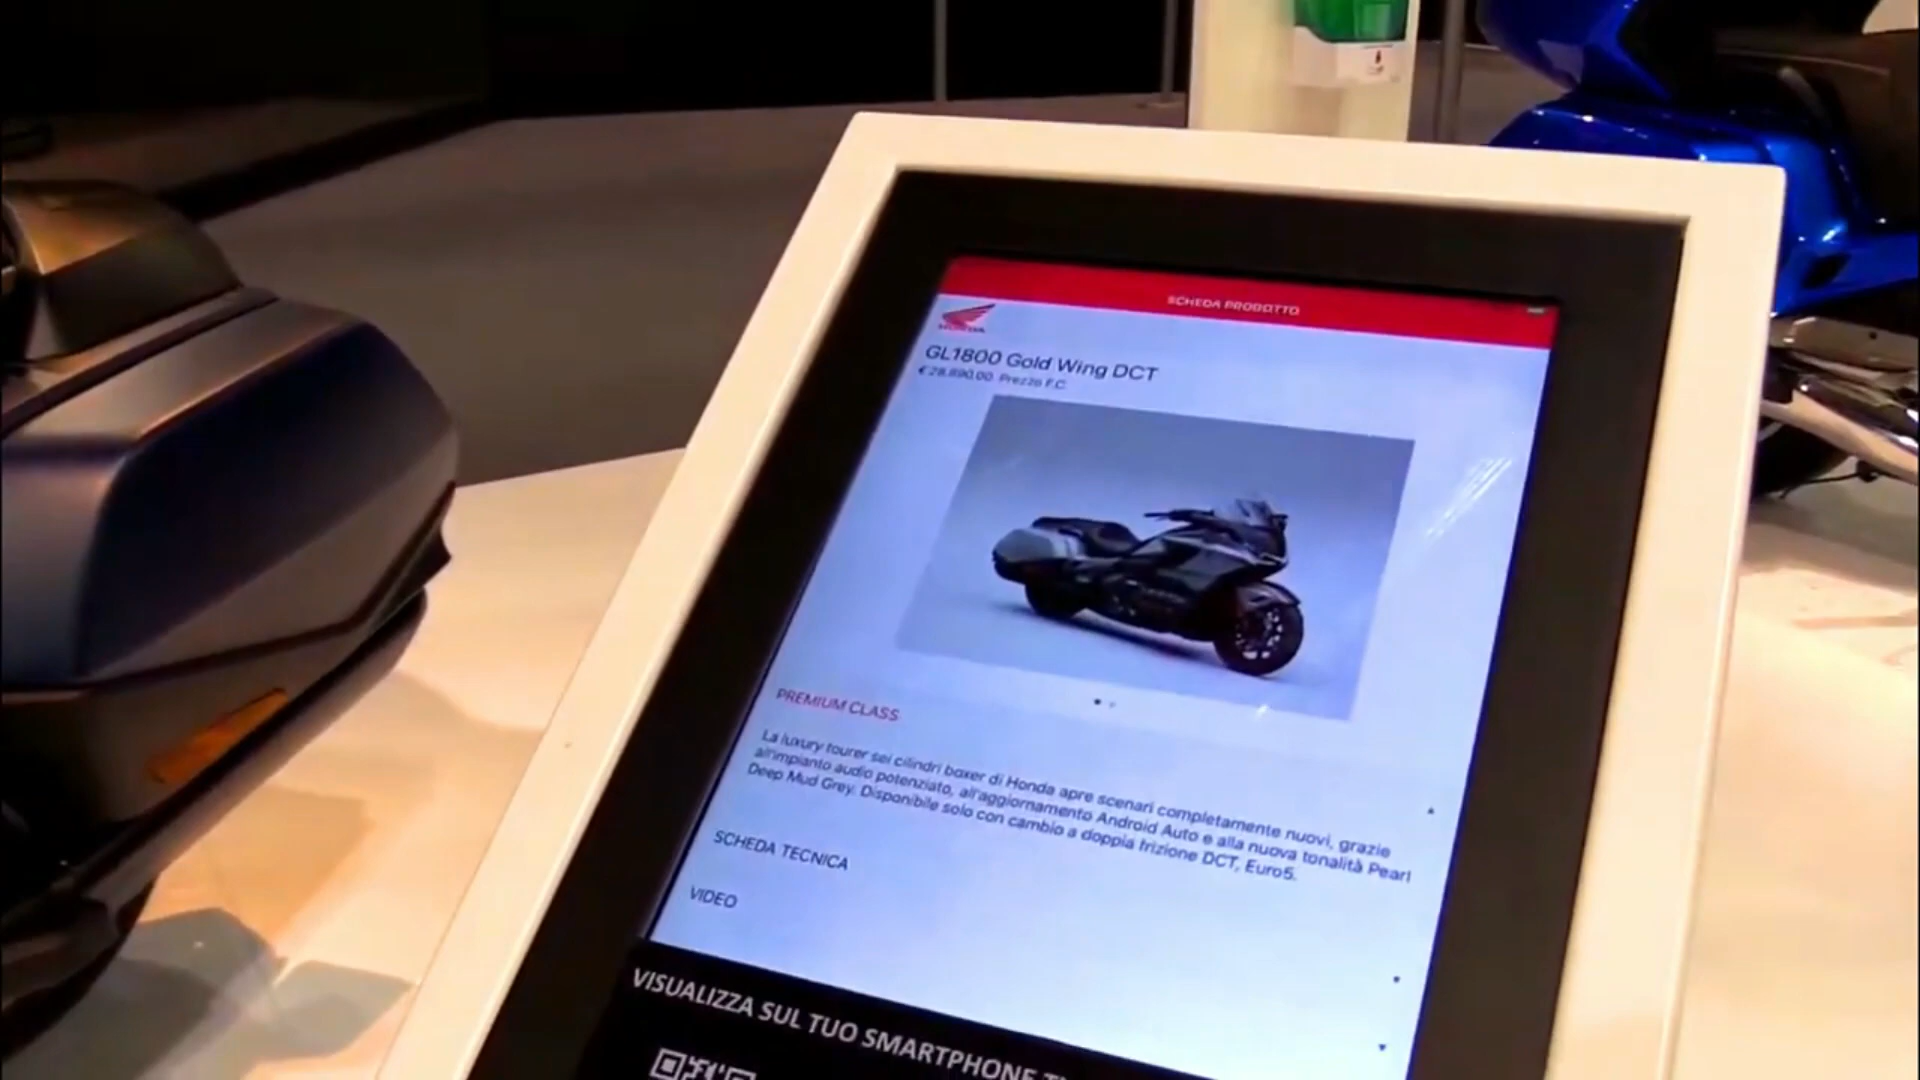 SCHEDA PRODOTTO
HONDA
GL1800 Gold Wing DCT
€ 28.890,00 Prezzo F.C.
PREMIUM CLASS
La luxury tourer sei cilindri boxer di Honda apre scenari completamente nuovi, grazie
all'impianto audio potenziato, all'aggiornamento Android Auto e alla nuova tonalità Pearl
Deep Mud Grey. Disponibile solo con cambio a doppia frizione DCT, Euro5.
SCHEDA TECNICA
VIDEO
VISUALIZZA SUL TUO SMARTPHONE